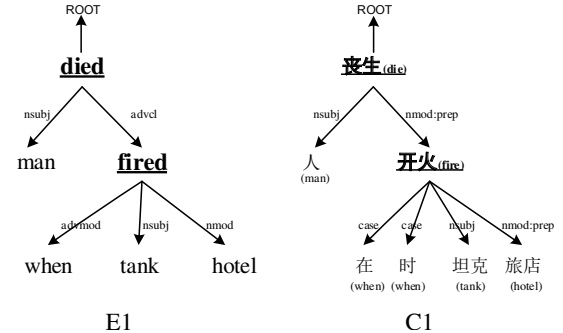 ROOT ROOT
died 丧生(die)
nsubj advcl nsubj nmod:prep
man fired 人 开火(fire)
(man)
advmod nsubj nmod case case nsubj nmod:prep
when tank hotel 在 时 坦克 旅店
(when) (when) (tank) (hotel)
E1 C1